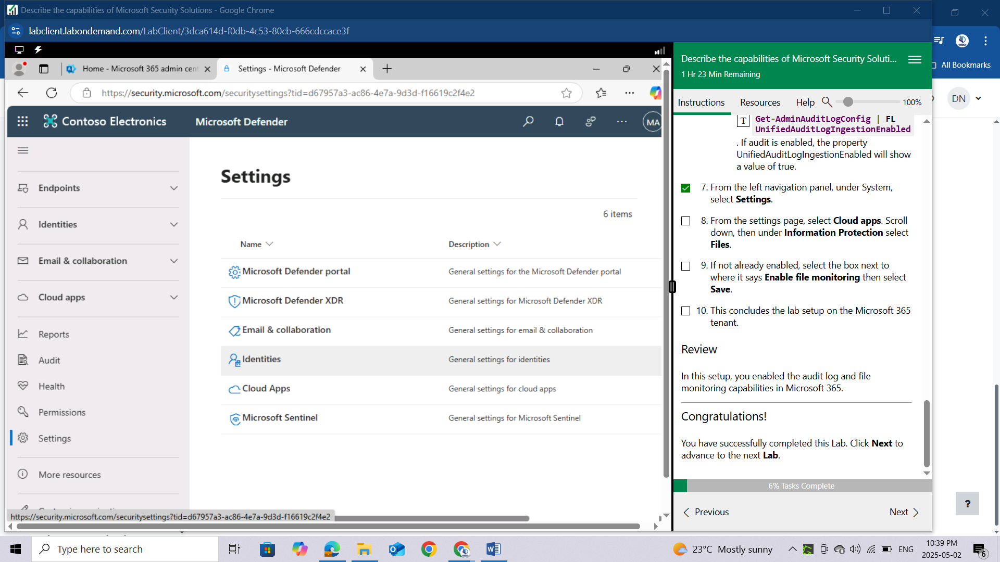 Describe the capabilities of Microsoft Security Solutions - Google Chrome
labclient.labondemand.com/LabClient/3dca614d-f0db-4c53-80cb-666cdccace3f
Home - Microsoft 365 admin cent
Settings - Microsoft Defender
https://security.microsoft.com/securitysettings?tid=d67957a3-ac86-4e7a-9d3d-f16619c2f4e2
Contoso Electronics
Microsoft Defender
MA
Endpoints
Identities
Email & collaboration
Cloud apps
Reports
Audit
Health
Permissions
Settings
More resources
https://security.microsoft.com/securitysettings?tid=d67957a3-ac86-4e7a-9d3d-f16619c2f4e2
Settings
6 items
Name
Description
Microsoft Defender portal
General settings for the Microsoft Defender portal
Microsoft Defender XDR
General settings for Microsoft Defender XDR
Email & collaboration
General settings for email & collaboration
Identities
General settings for identities
Cloud Apps
General settings for cloud apps
Microsoft Sentinel
General settings for Microsoft Sentinel
Describe the capabilities of Microsoft Security Soluti...
1 Hr 23 Min Remaining
Instructions
Resources
Help
100%
T
Get-AdminAuditLogConfig | FL
UnifiedAuditLogIngestionEnabled
. If audit is enabled, the property
UnifiedAuditLogIngestionEnabled will show
a value of true.
7. From the left navigation panel, under System,
select Settings.
8. From the settings page, select Cloud apps. Scroll
down, then under Information Protection select
Files.
9. If not already enabled, select the box next to
where it says Enable file monitoring then select
Save.
10. This concludes the lab setup on the Microsoft 365
tenant.
Review
In this setup, you enabled the audit log and file
monitoring capabilities in Microsoft 365.
Congratulations!
You have successfully completed this Lab. Click Next to
advance to the next Lab.
6% Tasks Complete
Previous
Next
All Bookmarks
DN
?
Type here to search
23°C Mostly sunny
ENG
10:39 PM
2025-05-02
6